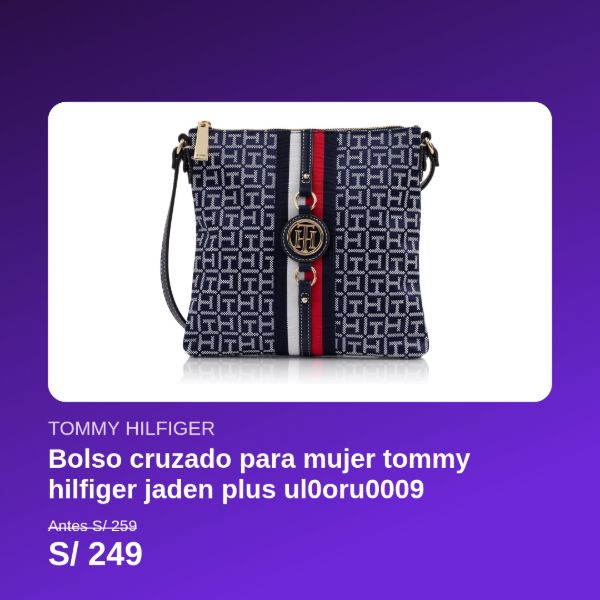 TOMMY HILFIGER
Bolso cruzado para mujer tommy
hilfiger jaden plus ul0oru0009
Antes S/ 259
S/ 249